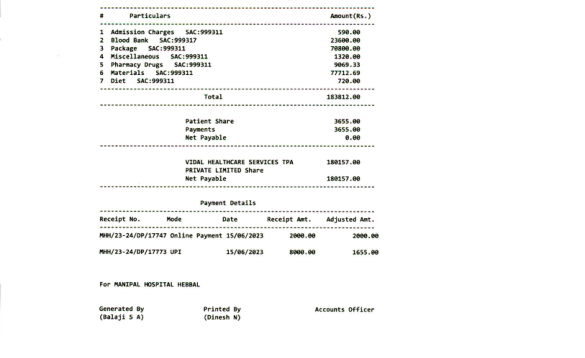 # Particulars Amount(Rs.)
1 Admission Charges SAC:999311 590.00
2 Blood Bank SAC:999317 23600.00
3 Package SAC:999311 70800.00
4 Miscellaneous SAC:999311 1320.00
5 Pharmacy Drugs SAC:999311 9069.33
6 Materials SAC:999311 77712.69
7 Diet SAC:999311 720.00
Total 183812.00
Patient Share 3655.00
Payments 3655.00
Net Payable 0.00
VIDAL HEALTHCARE SERVICES TPA 180157.00
PRIVATE LIMITED Share
Net Payable 180157.00
Payment Details
Receipt No. Mode Date Receipt Amt. Adjusted Amt.
MHH/23-24/DP/17747 Online Payment 15/06/2023 2000.00 2000.00
MHH/23-24/DP/17773 UPI 15/06/2023 8000.00 1655.00
For MANIPAL HOSPITAL HEBBAL
Generated By Printed By Accounts Officer
(Balaji S A) (Dinesh N)